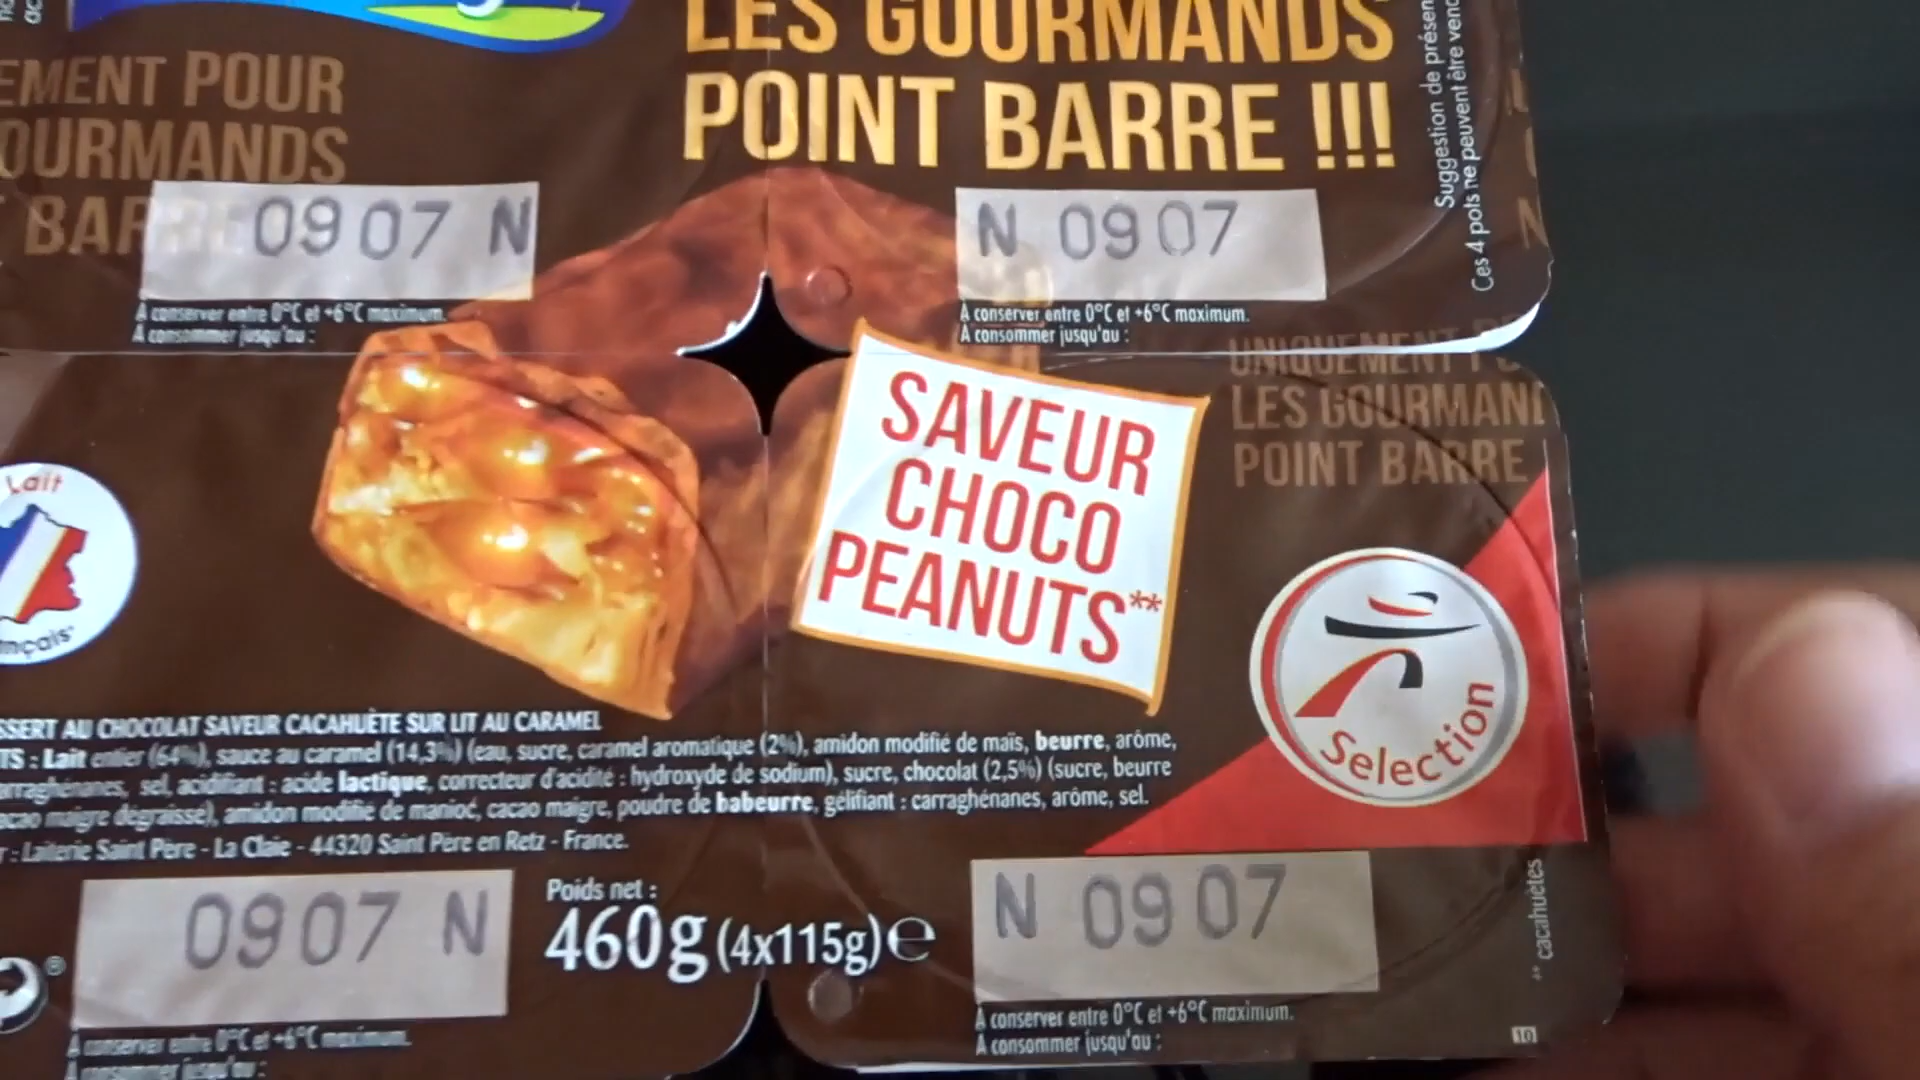 LES GOURMANDS
POINT BARRE !!!
EMENT POUR
OURMANDS
BARRE
Suggestion de présen
Ces 4 pots ne peuvent être vend
0907 N
N 0907
À conserver entre 0°C et +6°C maximum.
À consommer jusqu'au :
À conserver entre 0°C et +6°C maximum.
À consommer jusqu'au :
UNIQUEMENT
LES GOURMAND
POINT BARRE
Lait
nçais
SAVEUR
CHOCO
PEANUTS**
Selection
SSERT AU CHOCOLAT SAVEUR CACAHUÈTE SUR LIT AU CARAMEL
TS : Lait entier (64%), sauce au caramel (14,3%) (eau, sucre, caramel aromatique (2%), amidon modifié de maïs, beurre, arôme,
arraghénanes, sel, acidifiant : acide lactique, correcteur d'acidité : hydroxyde de sodium), sucre, chocolat (2,5%) (sucre, beurre
acao maigre dégraissé), amidon modifié de manioc, cacao maigre, poudre de babeurre, gélifiant : carraghénanes, arôme, sel.
r : Laiterie Saint Père - La Claie - 44320 Saint Père en Retz - France.
0907 N
Poids net :
460g (4x115g) e
N 0907
** cacahuètes
®
À conserver entre 0°C et +6°C maximum.
À consommer jusqu'au :
À conserver entre 0°C et +6°C maximum.
À consommer jusqu'au :
10